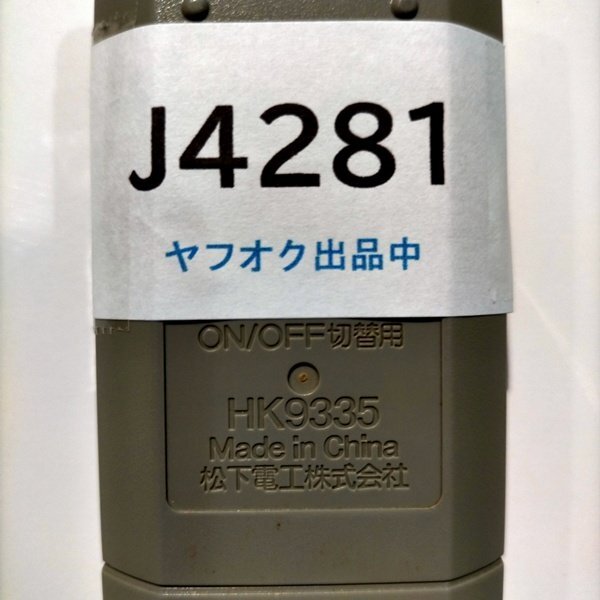 J4281
ヤフオク出品中
ON/OFF切替用
HK9335
Made in China
松下電工株式会社